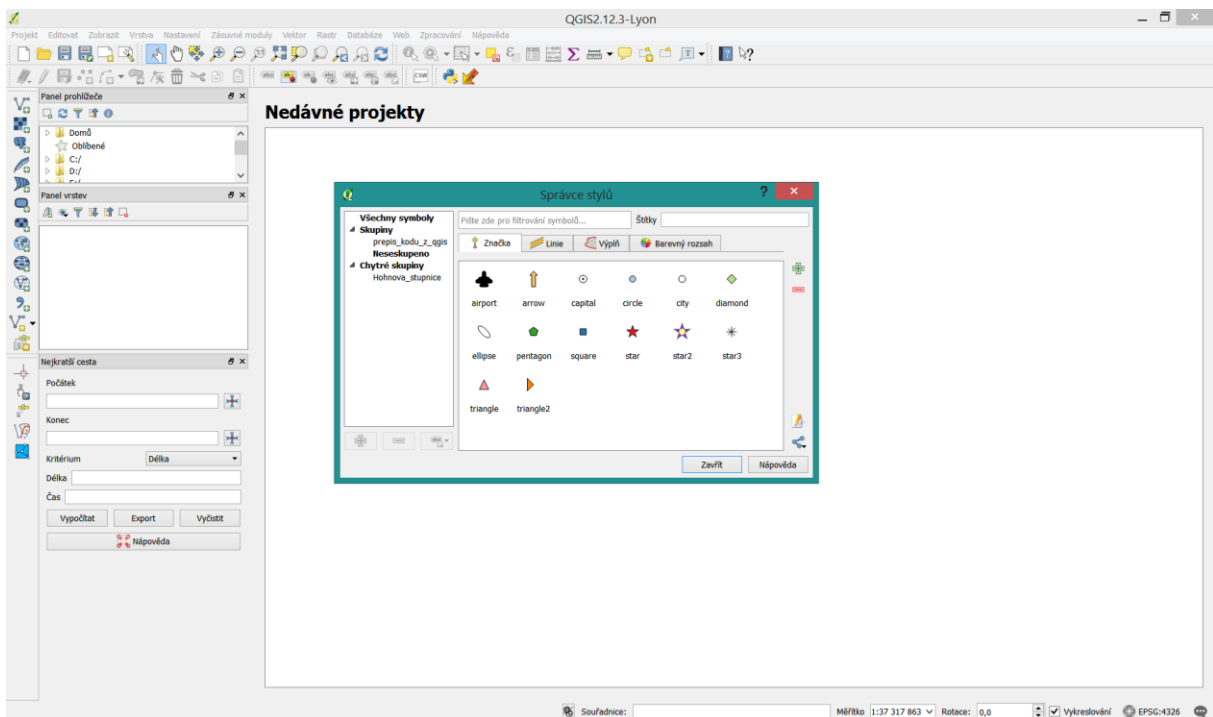 QGIS2.12.3-Lyon
Projekt Editovat Zobrazit Vrstva Nastavení Zásuvné moduly Vektor Rastr Databáze Web Zpracování Nápověda
CSW
Panel prohlížeče
Domů
Oblíbené
C:/
D:/
Panel vrstev
Nejkratší cesta
Počátek
Konec
Kritérium Délka
Délka
Čas
Vypočítat Export Vyčistit
Nápověda
Nedávné projekty
Správce stylů
Všechny symboly
Skupiny
prepis_kodu_z_qgis
Neseskupeno
Chytré skupiny
Hohnova_stupnice
Pište zde pro filtrování symbolů... Štítky
Značka Linie Výplň Barevný rozsah
airport arrow capital circle city diamond
ellipse pentagon square star star2 star3
triangle triangle2
Zavřít Nápověda
Souřadnice: Měřítko 1:37 317 863 Rotace: 0,0 Vykreslování EPSG:4326